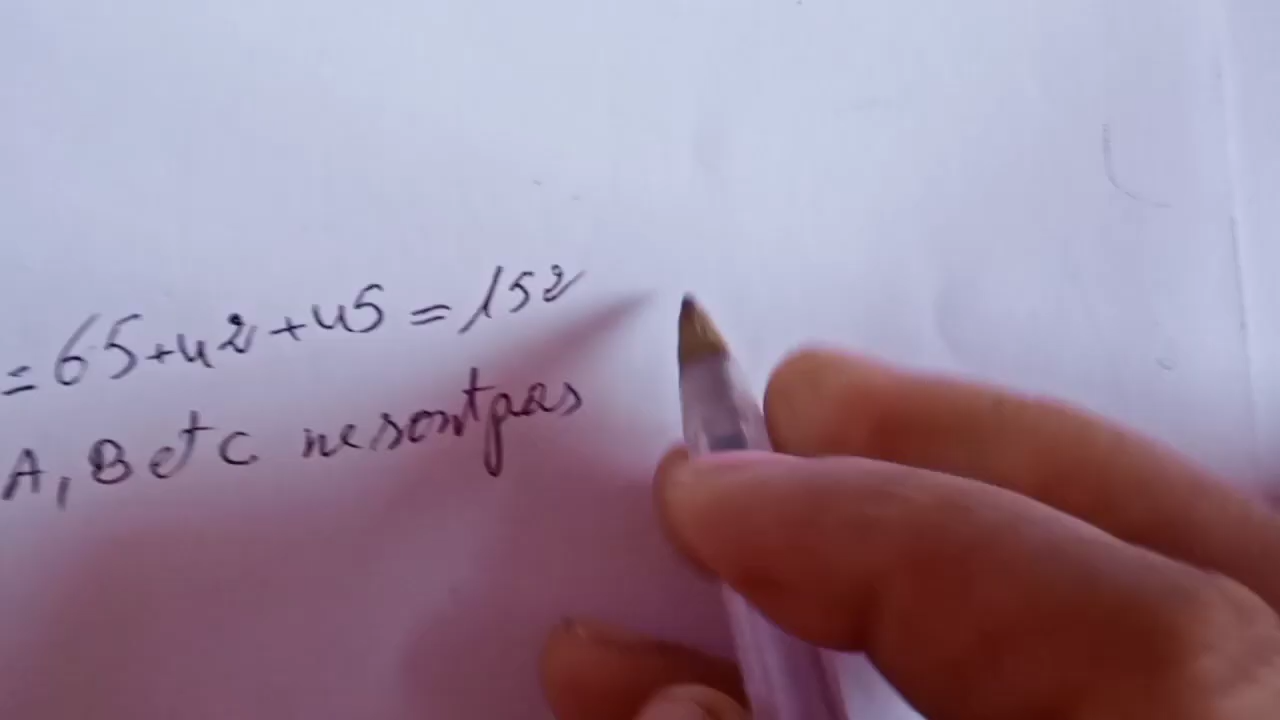 = 65+42+45 = 152
A, B et C ne sont pas